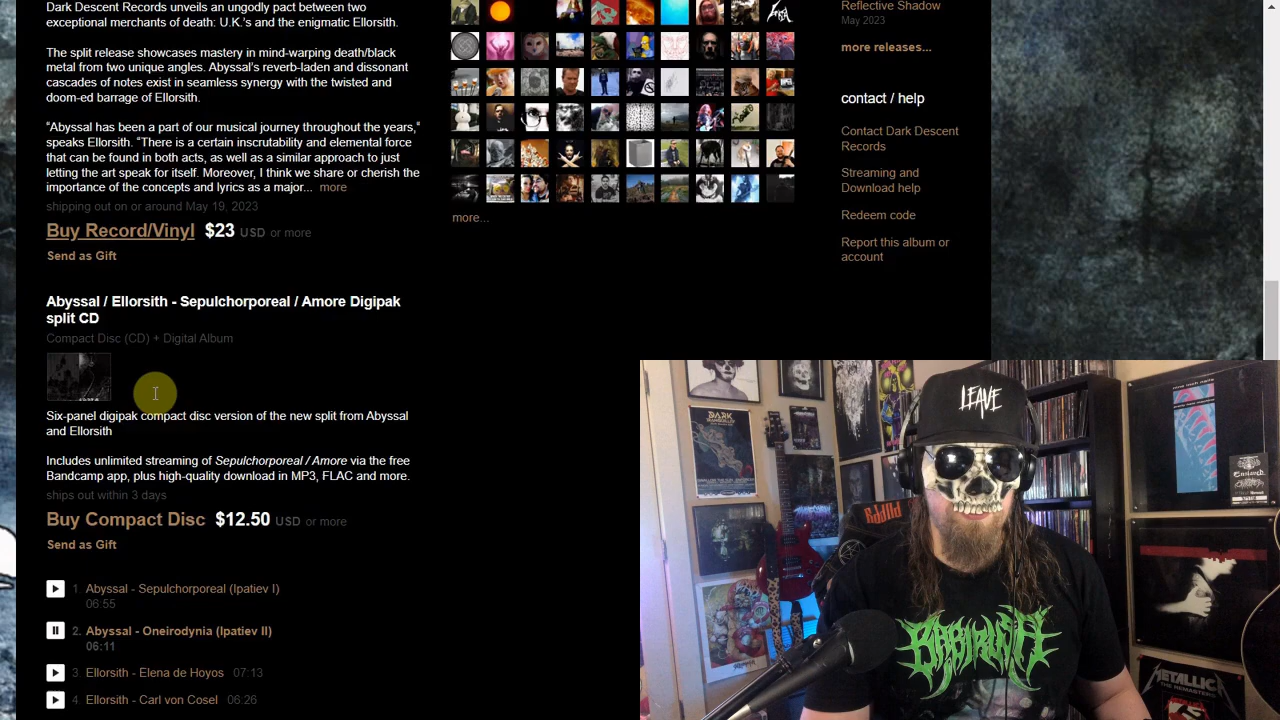 Dark Descent Records unveils an ungodly pact between two
exceptional merchants of death: U.K.'s and the enigmatic Ellorsith.
The split release showcases mastery in mind-warping death/black
metal from two unique angles. Abyssal's reverb-laden and dissonant
cascades of notes exist in seamless synergy with the twisted and
doom-ed barrage of Ellorsith.
"Abyssal has been a part of our musical journey throughout the years,"
speaks Ellorsith. "There is a certain inscrutability and elemental force
that can be found in both acts, as well as a similar approach to just
letting the art speak for itself. Moreover, I think we share or cherish the
importance of the concepts and lyrics as a major... more
shipping out on or around May 19, 2023
Buy Record/Vinyl $23 USD or more
Send as Gift
Abyssal / Ellorsith - Sepulchorporeal / Amore Digipak
split CD
Compact Disc (CD) + Digital Album
Six-panel digipak compact disc version of the new split from Abyssal
and Ellorsith
Includes unlimited streaming of Sepulchorporeal / Amore via the free
Bandcamp app, plus high-quality download in MP3, FLAC and more.
ships out within 3 days
Buy Compact Disc $12.50 USD or more
Send as Gift
1. Abyssal - Sepulchorporeal (Ipatiev I)
06:55
2. Abyssal - Oneirodynia (Ipatiev II)
06:11
3. Ellorsith - Elena de Hoyos 07:13
4. Ellorsith - Carl von Cosel 06:26
more...
Reflective Shadow
May 2023
more releases...
contact / help
Contact Dark Descent
Records
Streaming and
Download help
Redeem code
Report this album or
account
LEAVE
DARK
TRANQUILLITY
BABIRUSA
Enslaved
METALLICA
THE REMASTERS